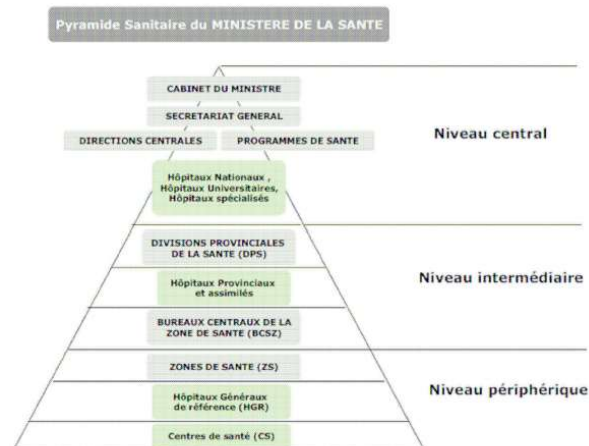 Pyramide Sanitaire du MINISTERE DE LA SANTE
CABINET DU MINISTRE
SECRETARIAT GENERAL
DIRECTIONS CENTRALES
PROGRAMMES DE SANTE
Niveau central
Hôpitaux Nationaux ,
Hôpitaux Universitaires,
Hôpitaux spécialisés
DIVISIONS PROVINCIALES
DE LA SANTE (DPS)
Niveau intermédiaire
Hôpitaux Provinciaux
et assimilés
BUREAUX CENTRAUX DE LA
ZONE DE SANTE (BCSZ)
ZONES DE SANTE (ZS)
Niveau périphérique
Hôpitaux Généraux
de référence (HGR)
Centres de santé (CS)